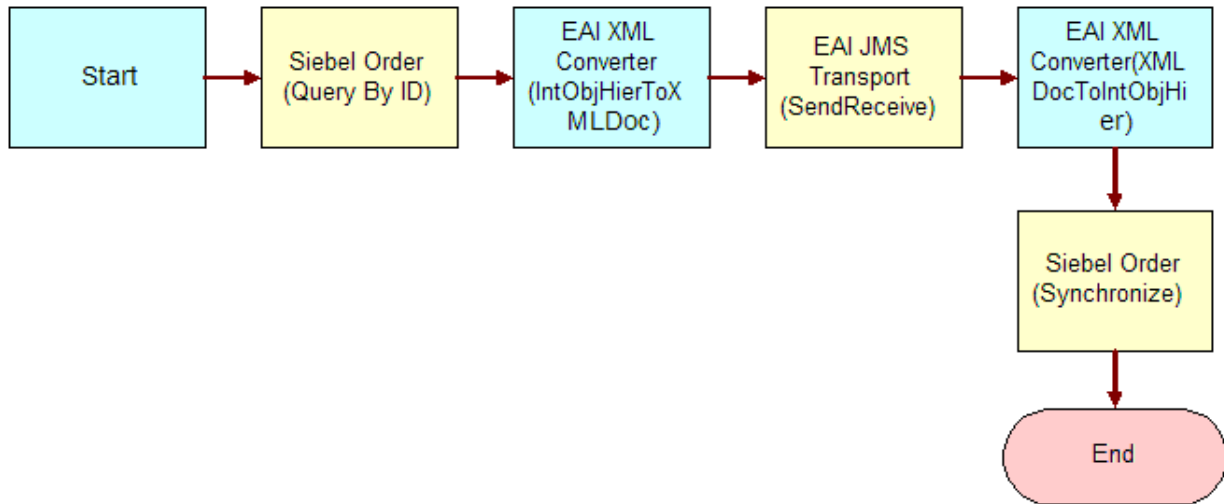 Start
Siebel Order
(Query By ID)
EAI XML
Converter
(IntObjHierToX
MLDoc)
EAI JMS
Transport
(SendReceive)
EAI XML
Converter(XML
DocToIntObjHi
er)
Siebel Order
(Synchronize)
End